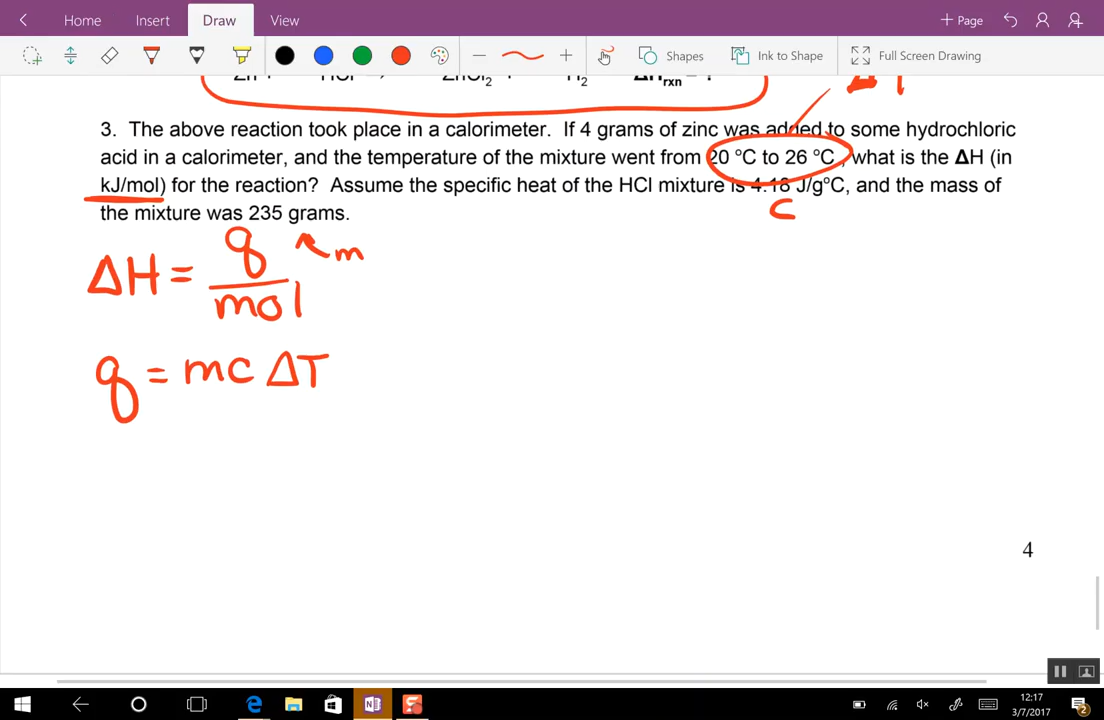 Home Insert Draw View + Page
Shapes Ink to Shape Full Screen Drawing
ZnCl2 H2 ΔT
3. The above reaction took place in a calorimeter. If 4 grams of zinc was added to some hydrochloric
acid in a calorimeter, and the temperature of the mixture went from 20 °C to 26 °C, what is the ΔH (in
kJ/mol) for the reaction? Assume the specific heat of the HCl mixture is 4.18 J/g°C, and the mass of
the mixture was 235 grams.
c
m
ΔH = q/mol
q = mcΔT
4
12:17
3/7/2017
2